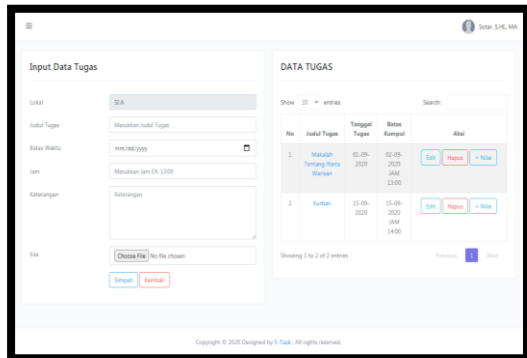 Sotar, S.HI., MA
Input Data Tugas
Lokal
SI A
Judul Tugas
Masukkan Judul Tugas
Batas Waktu
mm/dd/yyyy
Jam
Masukkan Jam EX: 13:00
Keterangan
Keterangan
File
Choose File No file chosen
Simpan Kembali
DATA TUGAS
Show 10 entries
Search:
No Judul Tugas Tanggal Tugas Batas Kumpul Aksi
1 Makalah Tentang Harta Warisan 01-09-2020 02-09-2020 JAM 13:00 Edit Hapus + Nilai
2 Kurban 15-09-2020 15-09-2020 JAM 14:00 Edit Hapus + Nilai
Showing 1 to 2 of 2 entries
Previous 1 Next
Copyright © 2020 Designed by E-Task . All rights reserved.